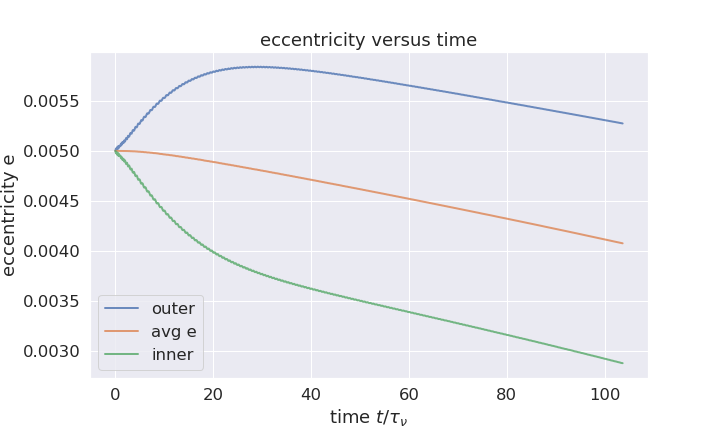 eccentricity versus time
eccentricity e
0.0055
0.0050
0.0045
0.0040
0.0035
0.0030
outer
avg e
inner
0 20 40 60 80 100
time t/τ_ν